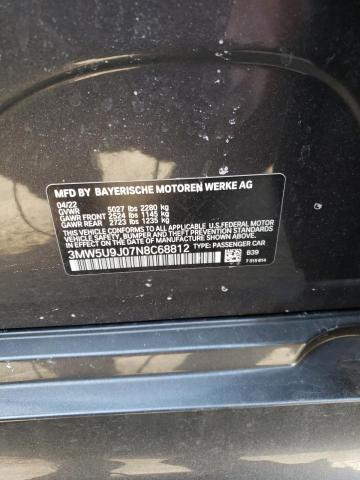 MFD BY BAYERISCHE MOTOREN WERKE AG
04/22
GVWR 5027 lbs 2280 kg
GAWR FRONT 2524 lbs 1145 kg
GAWR REAR 2723 lbs 1235 kg
THIS VEHICLE CONFORMS TO ALL APPLICABLE U.S.FEDERAL MOTOR
VEHICLE SAFETY, BUMPER, AND THEFT PREVENTION STANDARDS IN
EFFECT ON THE DATE OF MANUFACTURE SHOWN ABOVE.
3MW5U9J07N8C68812 TYPE: PASSENGER CAR
B39